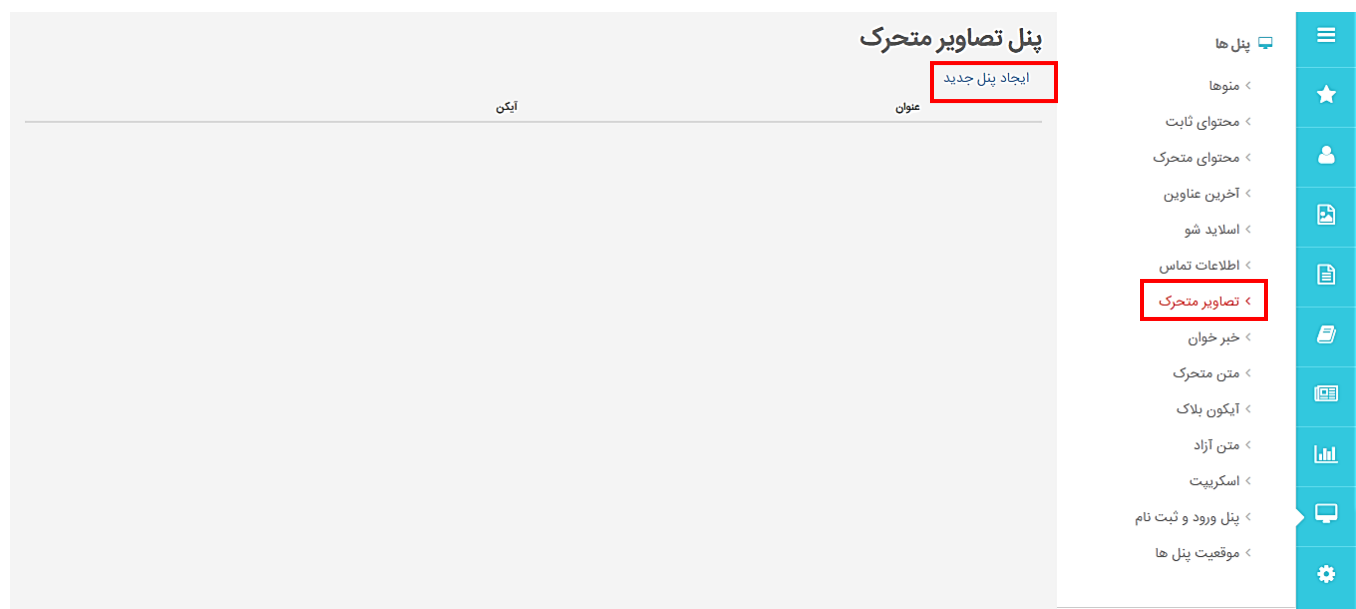 پنل تصاویر متحرک
ایجاد پنل جدید
عنوان
آیکن
پنل ها
منوها
محتوای ثابت
محتوای متحرک
آخرین عناوین
اسلاید شو
اطلاعات تماس
تصاویر متحرک
خبر خوان
متن متحرک
آیکون بلاک
متن آزاد
اسکریپت
پنل ورود و ثبت نام
موقعیت پنل ها